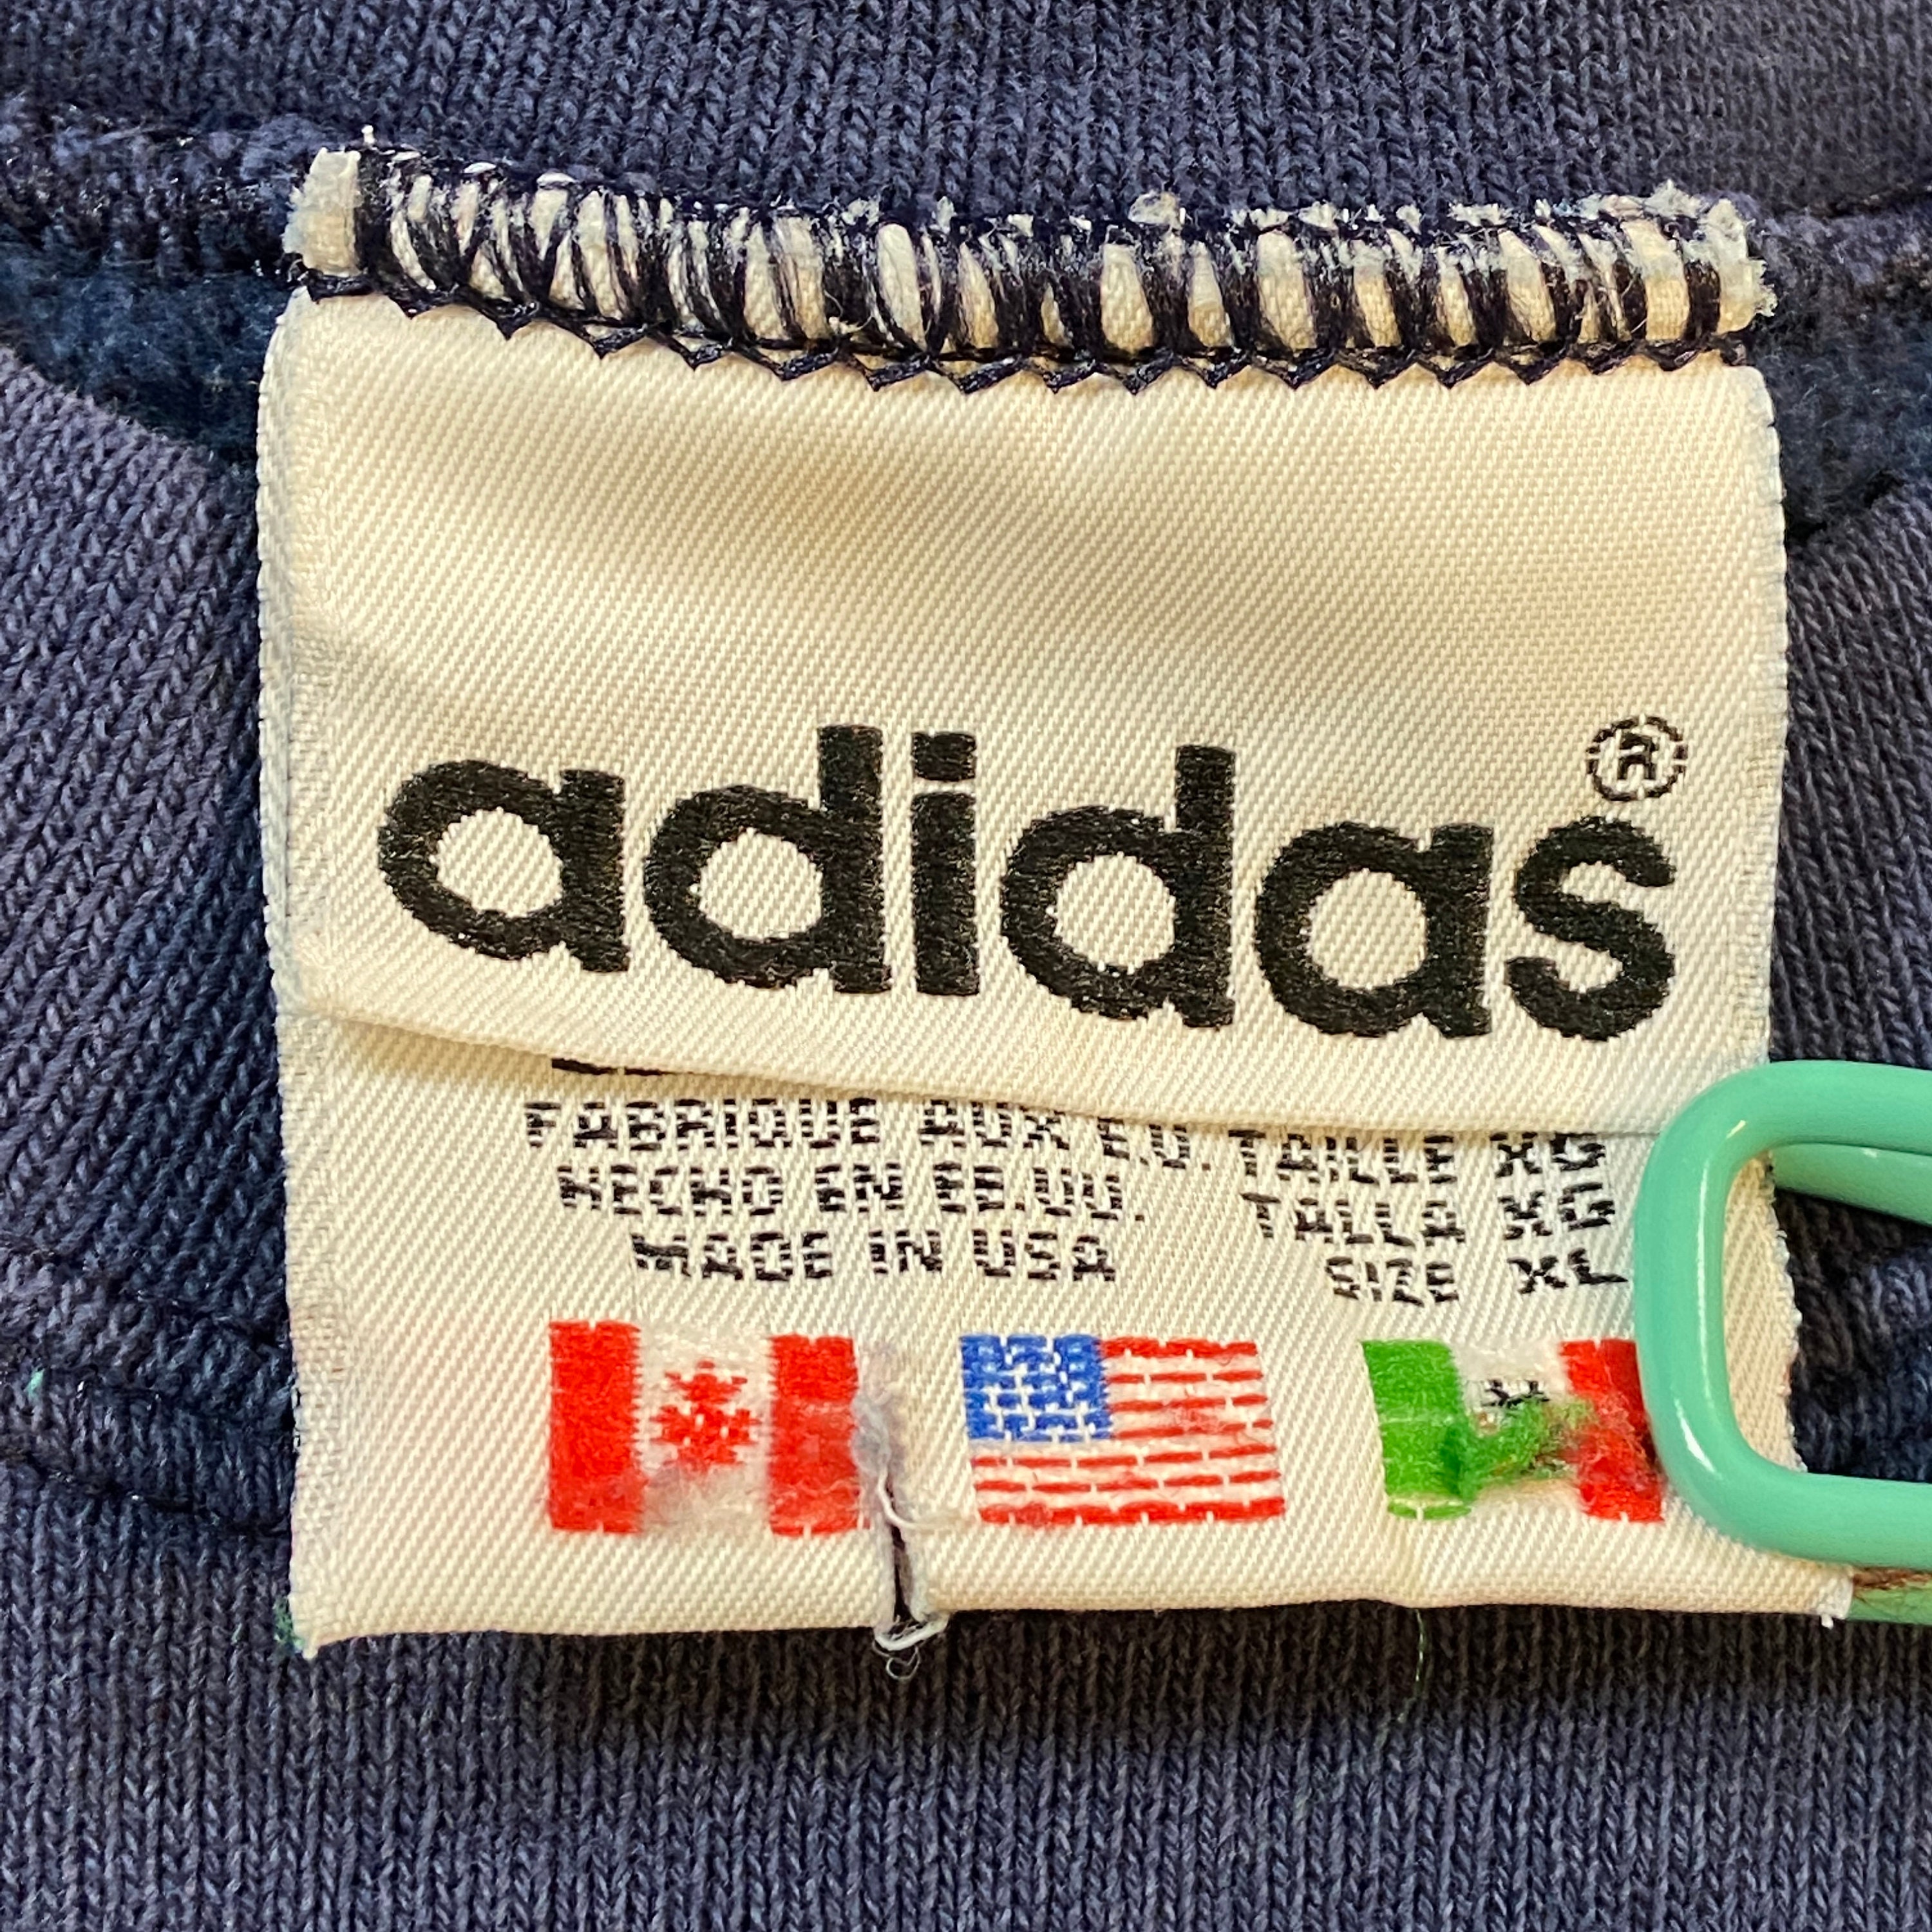 adidas®
FABRIQUE AUX E.U. TAILLE XG
HECHO EN EE.UU. TALLA XG
MADE IN USA SIZE XL